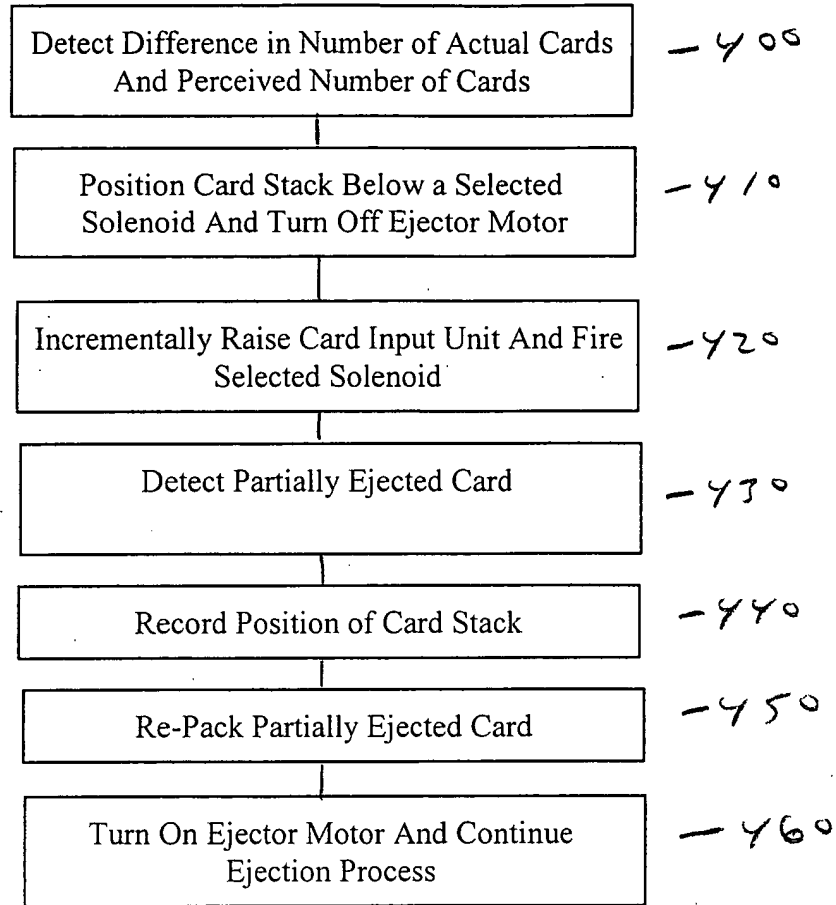 Detect Difference in Number of Actual Cards
And Perceived Number of Cards
-400
Position Card Stack Below a Selected
Solenoid And Turn Off Ejector Motor
-410
Incrementally Raise Card Input Unit And Fire
Selected Solenoid
-420
Detect Partially Ejected Card
-430
Record Position of Card Stack
-440
Re-Pack Partially Ejected Card
-450
Turn On Ejector Motor And Continue
Ejection Process
-460